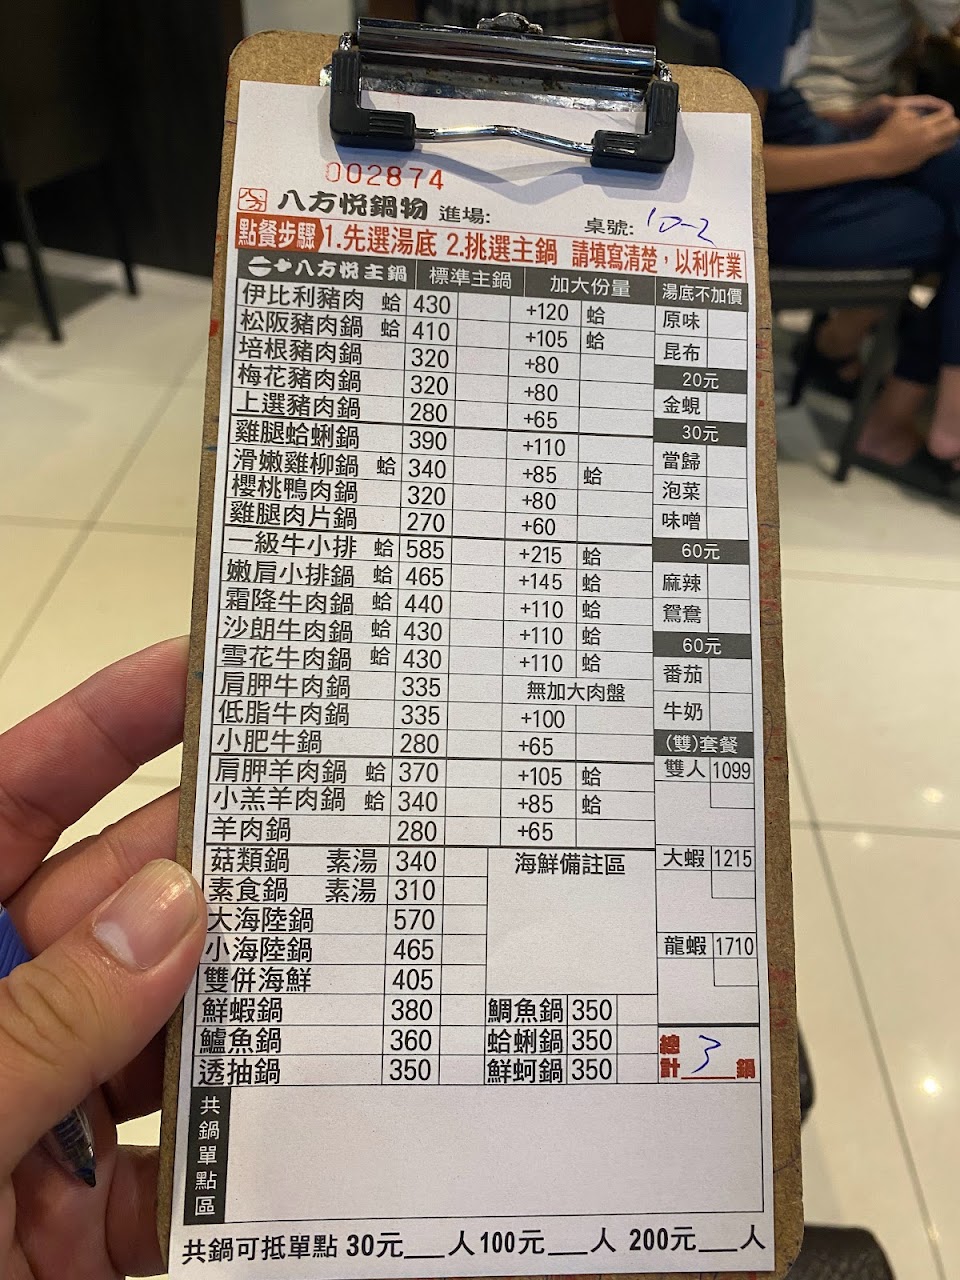 002874
八方悦鍋物 進場: 桌號: 10-2
點餐步驟 1.先選湯底 2.挑選主鍋 請填寫清楚,以利作業
八方悅主鍋 標準主鍋 加大份量 湯底不加價
伊比利豬肉 蛤 430 +120 蛤 原味
松阪豬肉鍋 蛤 410 +105 蛤 昆布
培根豬肉鍋 320 +80
梅花豬肉鍋 320 +80 20元
上選豬肉鍋 280 +65 金蜆
雞腿蛤蜊鍋 390 +110 30元
滑嫩雞柳鍋 蛤 340 +85 蛤 當歸
櫻桃鴨肉鍋 320 +80 泡菜
雞腿肉片鍋 270 +60 味噌
一級牛小排 蛤 585 +215 蛤 60元
嫩肩小排鍋 蛤 465 +145 蛤 麻辣
霜降牛肉鍋 蛤 440 +110 蛤 鴛鴦
沙朗牛肉鍋 蛤 430 +110 蛤 60元
雪花牛肉鍋 蛤 430 +110 蛤 番茄
肩胛牛肉鍋 335 無加大肉盤
低脂牛肉鍋 335 +100 牛奶
小肥牛鍋 280 +65 (雙)套餐
肩胛羊肉鍋 蛤 370 +105 蛤 雙人 1099
小羔羊肉鍋 蛤 340 +85 蛤
羊肉鍋 280 +65
菇類鍋 素湯 340 海鮮備註區 大蝦 1215
素食鍋 素湯 310
大海陸鍋 570
小海陸鍋 465 龍蝦 1710
雙併海鮮 405
鮮蝦鍋 380 鯛魚鍋 350
鱸魚鍋 360 蛤蜊鍋 350 總計 3 鍋
透抽鍋 350 鮮蚵鍋 350
共鍋單點區
共鍋可抵單點 30元___人 100元___人 200元___人